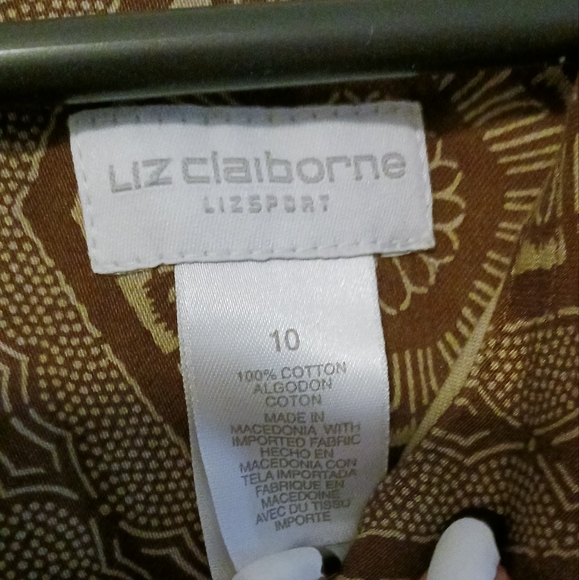 Liz claiborne
LIZSPORT
10
100% COTTON
ALGODON
COTON
MADE IN
MACEDONIA WITH
IMPORTED FABRIC
HECHO EN
MACEDONIA CON
TELA IMPORTADA
FABRIQUE EN
MACEDOINE
AVEC DU TISSU
IMPORTE